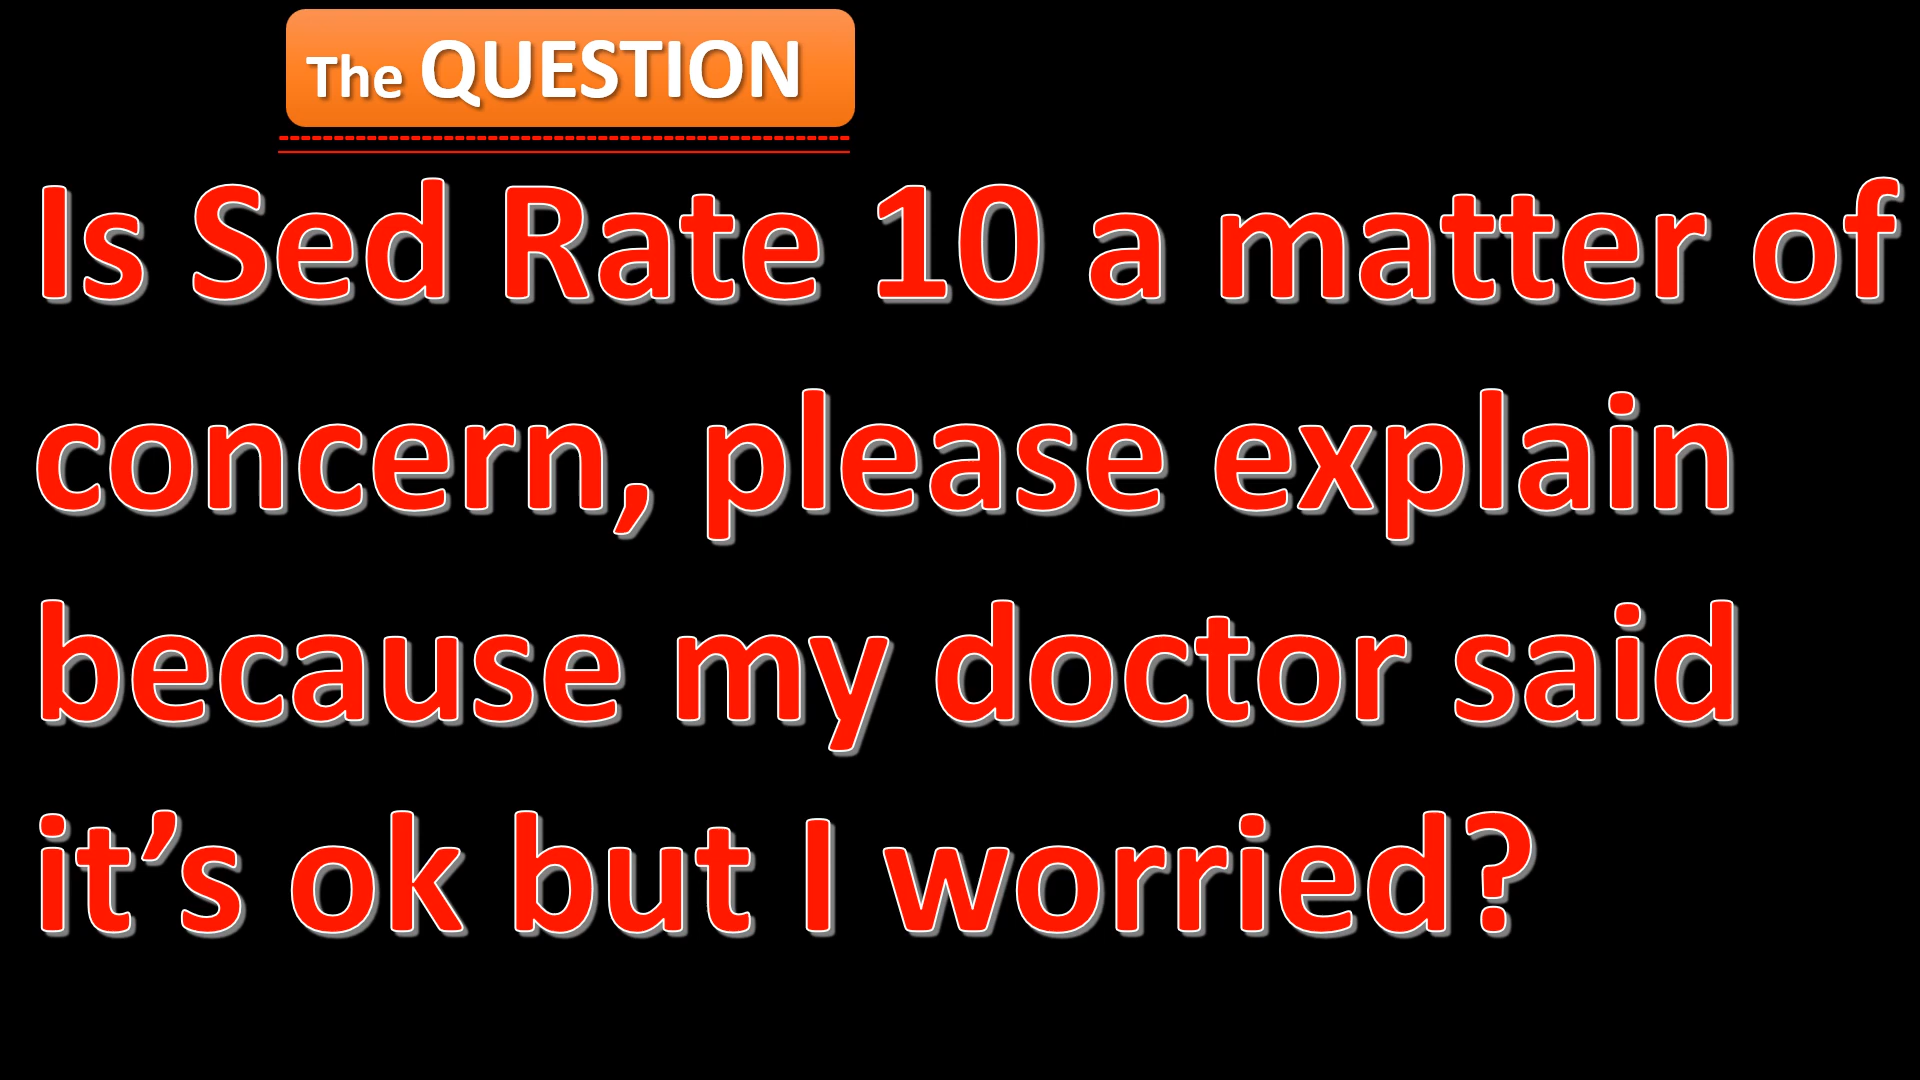 The QUESTION
Is Sed Rate 10 a matter of
concern, please explain
because my doctor said
it’s ok but I worried?